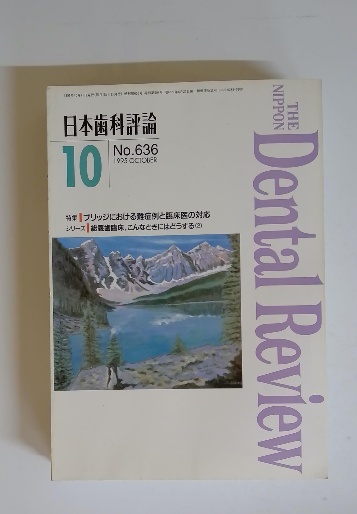 日本歯科評論
10
No.636
1995 OCTOBER
特集 ブリッジにおける難症例と臨床医の対応
シリーズ 総義歯臨床、こんなときにはどうする(2)
THE
NIPPON
Dental Review